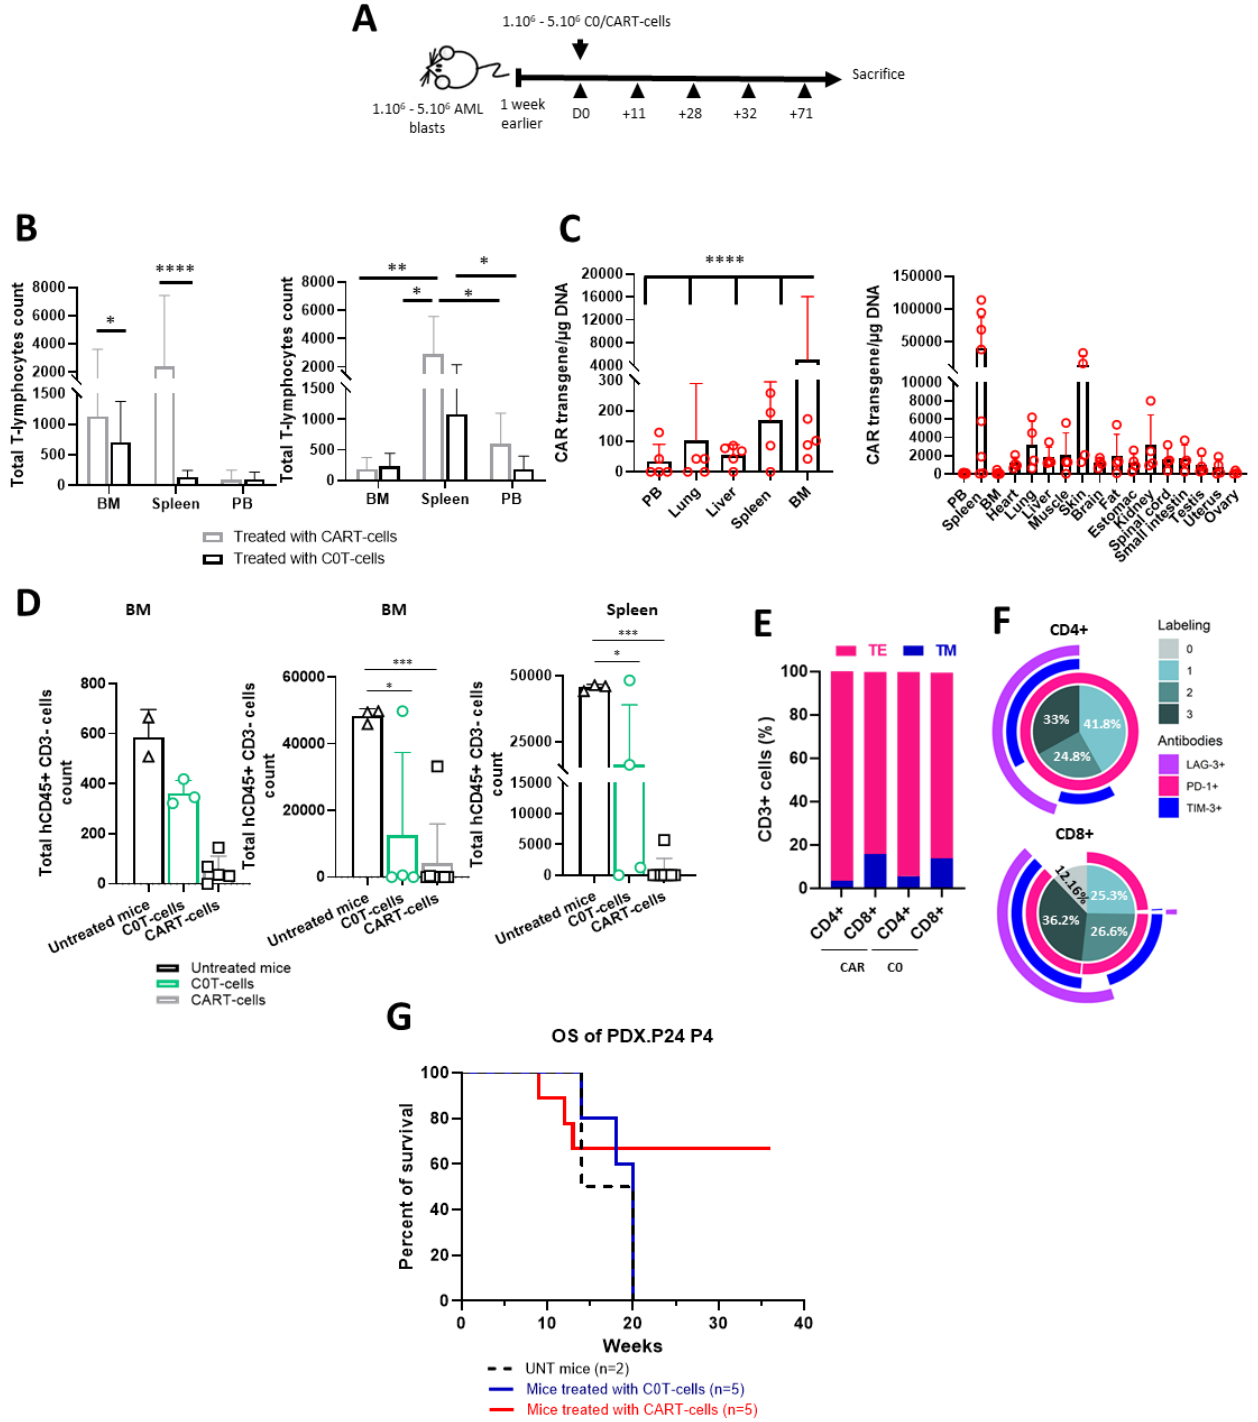 A
1.10⁶ - 5.10⁶ C0/CART-cells
Sacrifice
1.10⁶ - 5.10⁶ AML
blasts
1 week
earlier
D0
+11
+28
+32
+71
B
Total T-lymphocytes count
8000
6000
4000
2000
1500
1000
500
0
*
****
BM
Spleen
PB
Total T-lymphocytes count
8000
6000
4000
2000
1500
1000
500
0
**
*
*
*
BM
Spleen
PB
Treated with CART-cells
Treated with C0T-cells
C
CAR transgene/µg DNA
20000
16000
12000
8000
4000
300
200
100
0
****
PB
Lung
Liver
Spleen
BM
CAR transgene/µg DNA
150000
100000
50000
10000
8000
6000
4000
2000
0
PB
Spleen
BM
Heart
Lung
Liver
Muscle
Skin
Brain
Fat
Estomac
Kidney
Spinal cord
Small intestin
Testis
Uterus
Ovary
D
BM
Total hCD45+ CD3- cells
count
800
600
400
200
0
Untreated mice
C0T-cells
CART-cells
BM
Total hCD45+ CD3- cells
count
60000
40000
20000
0
***
*
Untreated mice
C0T-cells
CART-cells
Spleen
Total hCD45+ CD3- cells
count
50000
25000
15000
10000
5000
0
***
*
Untreated mice
C0T-cells
CART-cells
Untreated mice
C0T-cells
CART-cells
E
TE
TM
CD3+ cells (%)
100
80
60
40
20
0
CD4+
CD8+
CD4+
CD8+
CAR
C0
F
CD4+
33%
41.8%
24.8%
CD8+
12.16%
25.3%
36.2%
26.6%
Labeling
0
1
2
3
Antibodies
LAG-3+
PD-1+
TIM-3+
G
OS of PDX.P24 P4
Percent of survival
100
80
60
40
20
0
0
10
20
30
40
Weeks
UNT mice (n=2)
Mice treated with C0T-cells (n=5)
Mice treated with CART-cells (n=5)